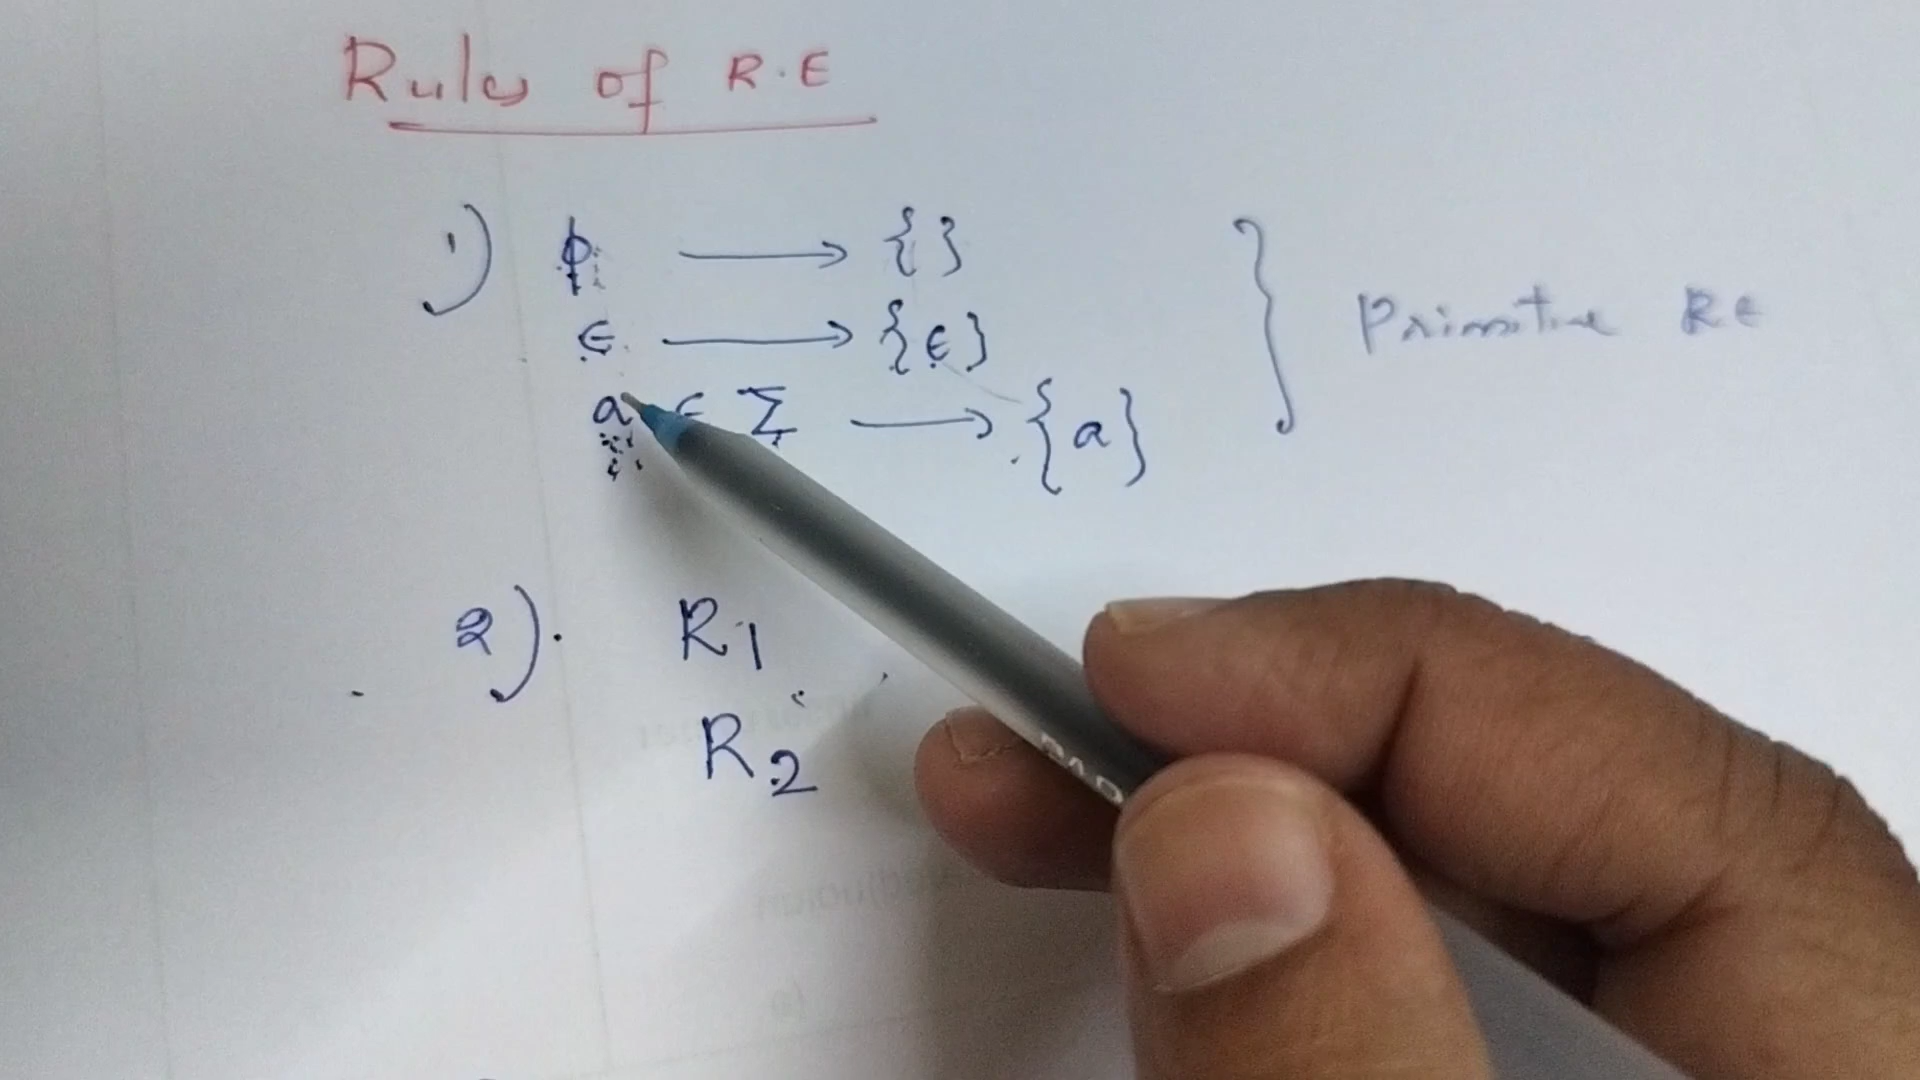 Rules of R.E
1) ϕ → { }
ϵ → {ϵ}
a ∈ Σ → {a}
} Primitive RE
2). R1
R2